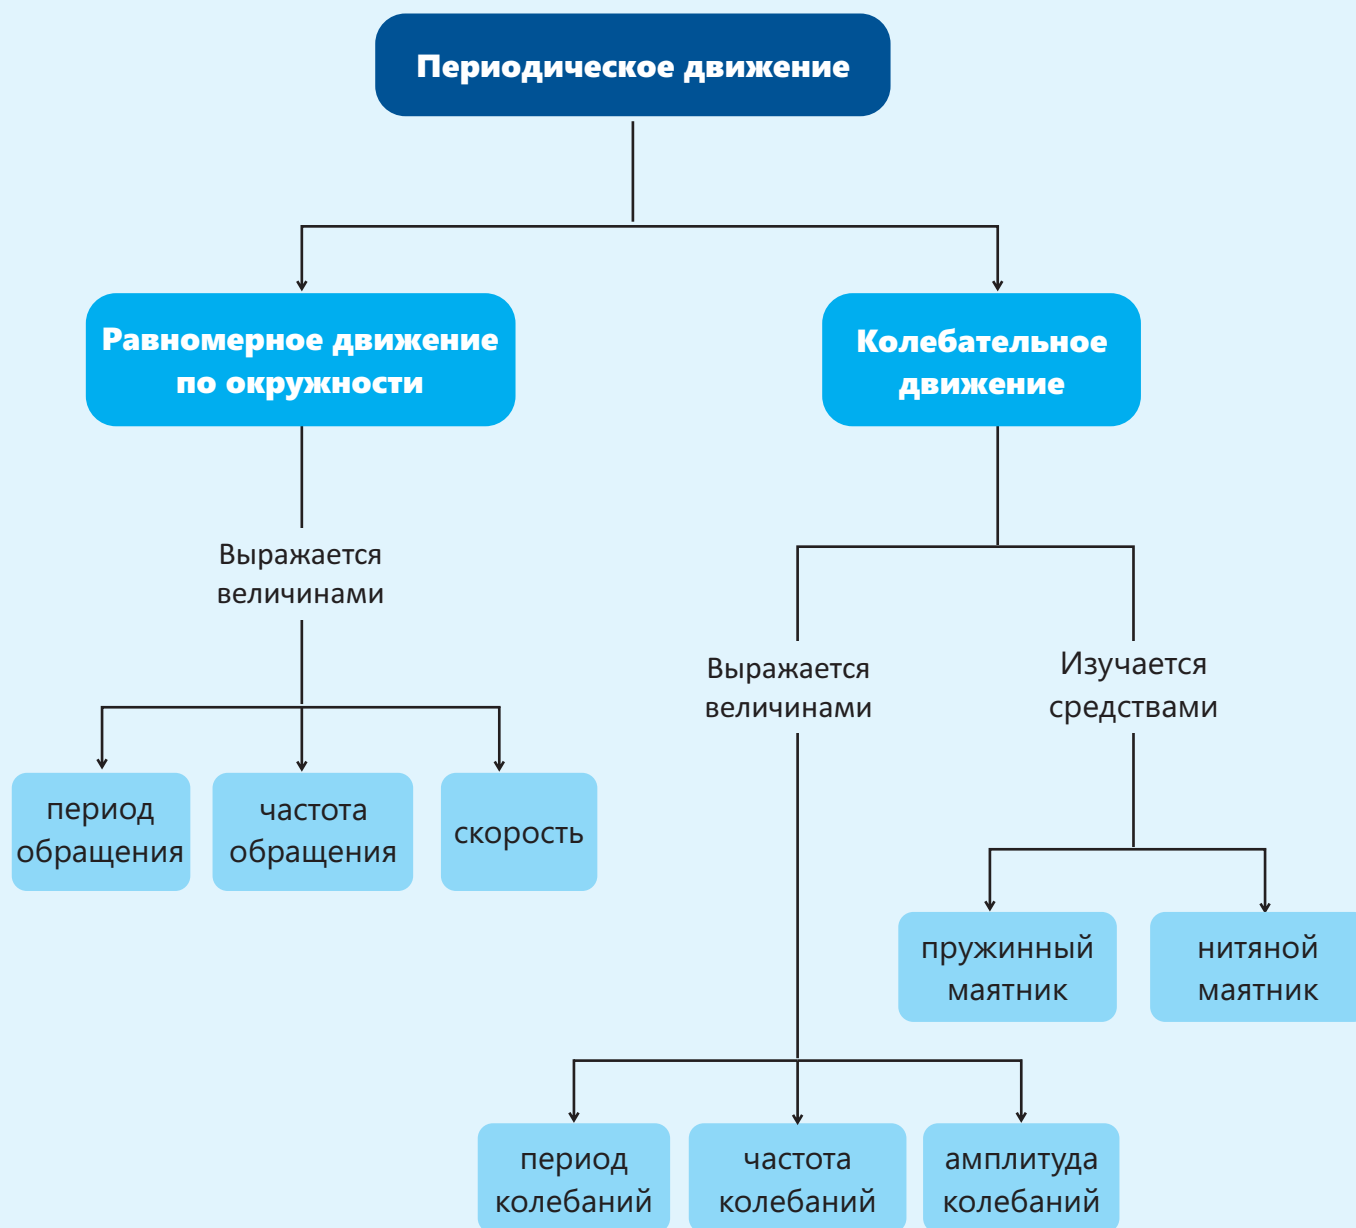 Периодическое движение
Равномерное движение
по окружности
Колебательное
движение
Выражается
величинами
Выражается
величинами
Изучается
средствами
период
обращения
частота
обращения
скорость
пружинный
маятник
нитяной
маятник
период
колебаний
частота
колебаний
амплитуда
колебаний